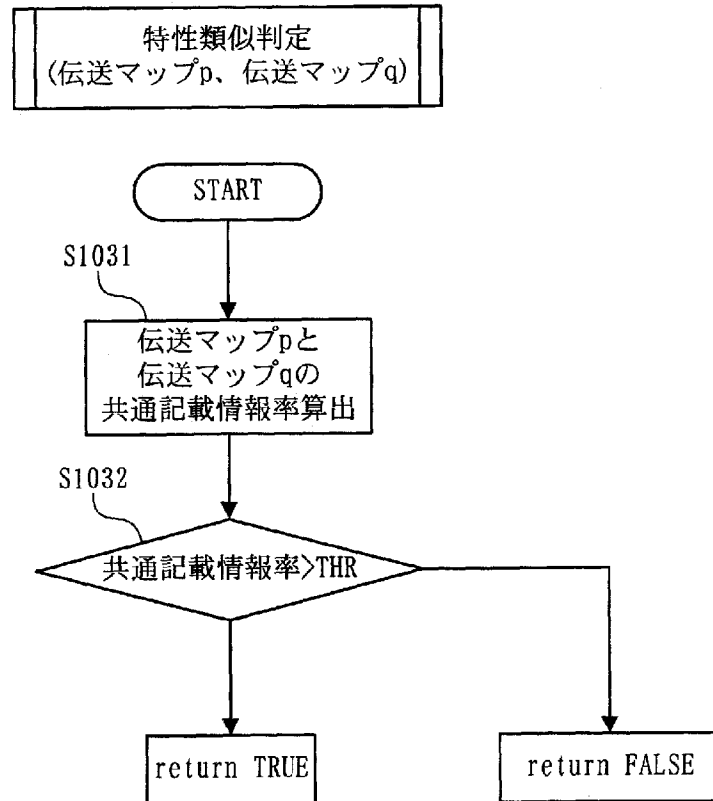 特性類似判定
(伝送マップp、伝送マップq)
START
S1031
伝送マップpと
伝送マップqの
共通記載情報率算出
S1032
共通記載情報率>THR
return TRUE
return FALSE